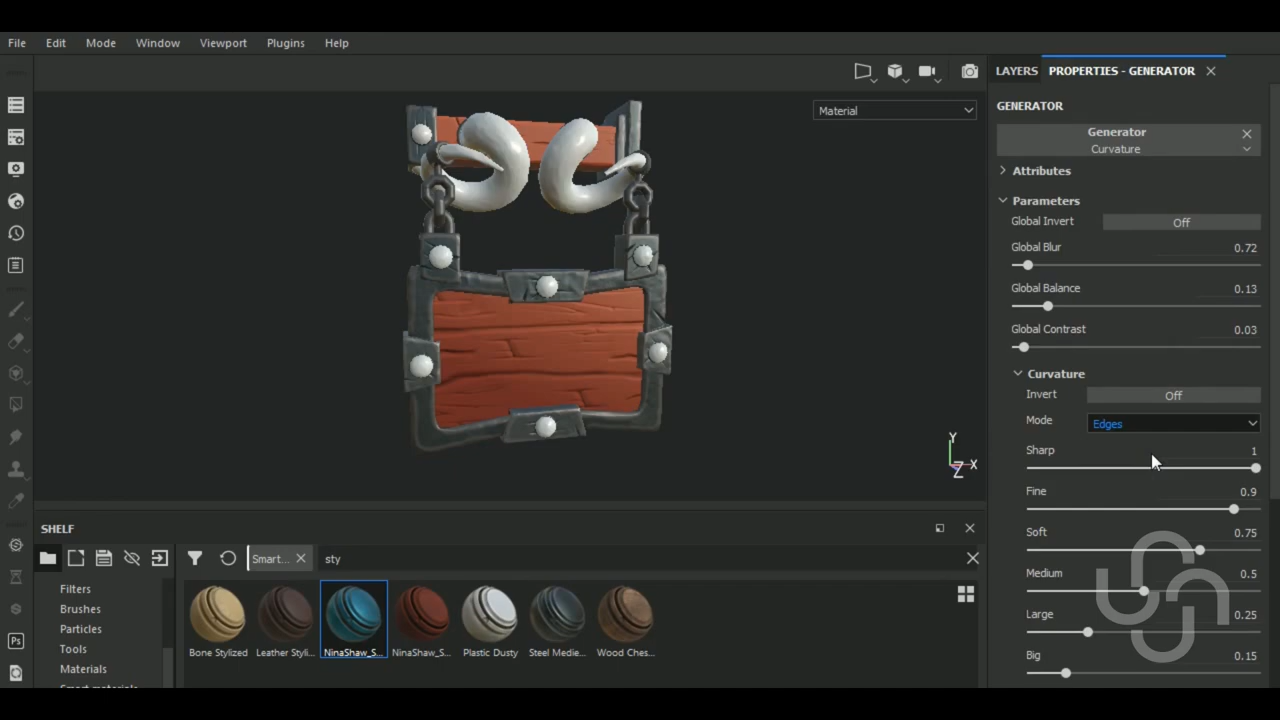 File Edit Mode Window Viewport Plugins Help
LAYERS PROPERTIES - GENERATOR
Material
GENERATOR
Generator
Curvature
Attributes
Parameters
Global Invert Off
Global Blur 0.72
Global Balance 0.13
Global Contrast 0.03
Curvature
Invert Off
Mode Edges
Sharp 1
Fine 0.9
Soft 0.75
Medium 0.5
Large 0.25
Big 0.15
Y
X
Z
SHELF
Smart... sty
Filters
Brushes
Particles
Tools
Materials
Smart materials
Bone Stylized Leather Styli... NinaShaw_S... NinaShaw_S... Plastic Dusty Steel Medie... Wood Ches...
Ps